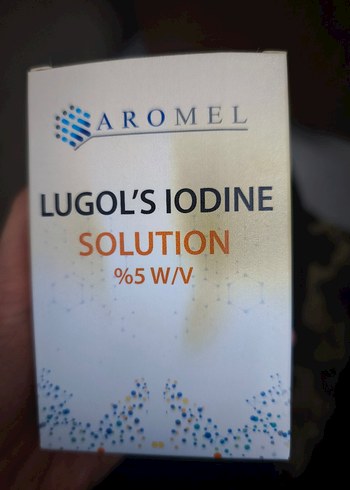 AROMEL
LUGOL'S IODINE
SOLUTION
%5 W/V